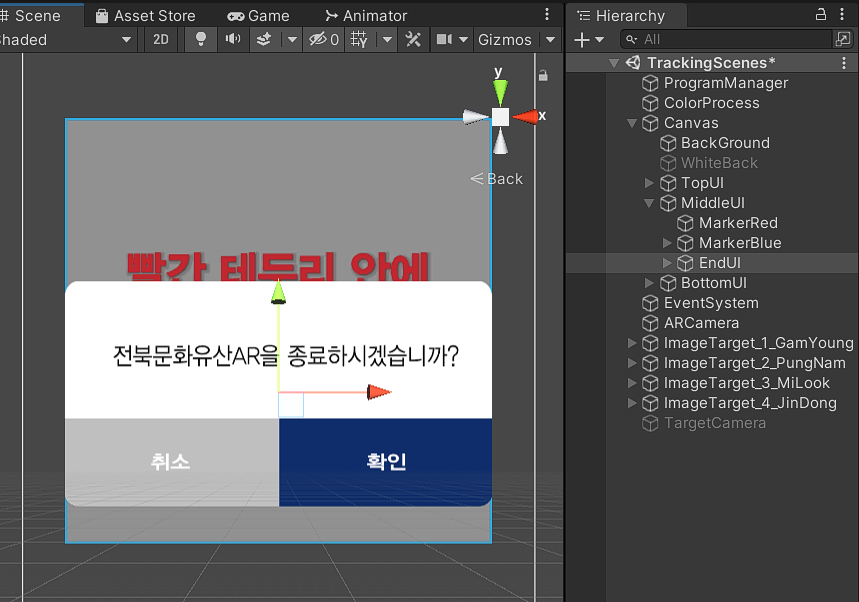 Scene Asset Store Game Animator
haded 2D 0 Gizmos
y
x
Back
빨간 테두리 안에
전북문화유산AR을 종료하시겠습니까?
취소 확인
Hierarchy
All
TrackingScenes*
ProgramManager
ColorProcess
Canvas
BackGround
WhiteBack
TopUI
MiddleUI
MarkerRed
MarkerBlue
EndUI
BottomUI
EventSystem
ARCamera
ImageTarget_1_GamYoung
ImageTarget_2_PungNam
ImageTarget_3_MiLook
ImageTarget_4_JinDong
TargetCamera